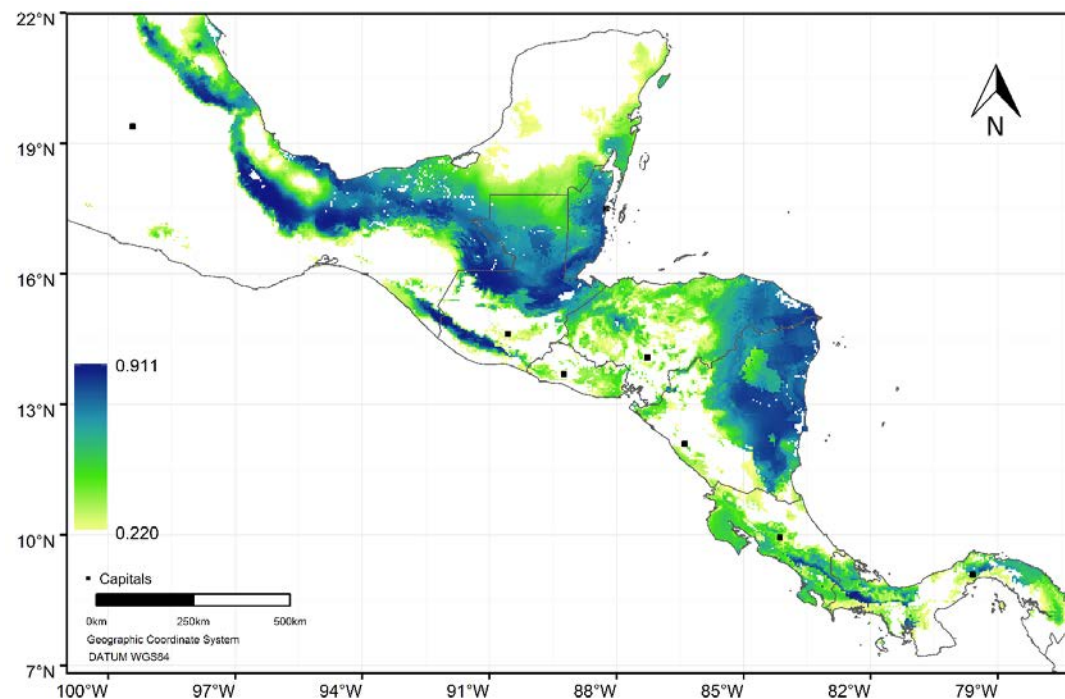 22°N
19°N
16°N
13°N
10°N
7°N
N
0.911
0.220
Capitals
0km 250km 500km
Geographic Coordinate System
DATUM WGS84
100°W 97°W 94°W 91°W 88°W 85°W 82°W 79°W